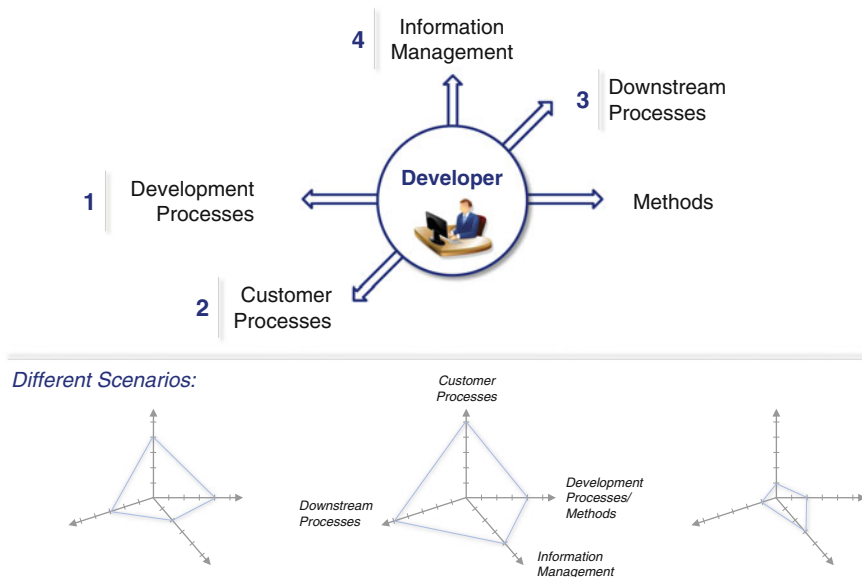 4
Information
Management
3
Downstream
Processes
Developer
1
Development
Processes
Methods
2
Customer
Processes
Different Scenarios:
Customer
Processes
Downstream
Processes
Development
Processes/
Methods
Information
Management